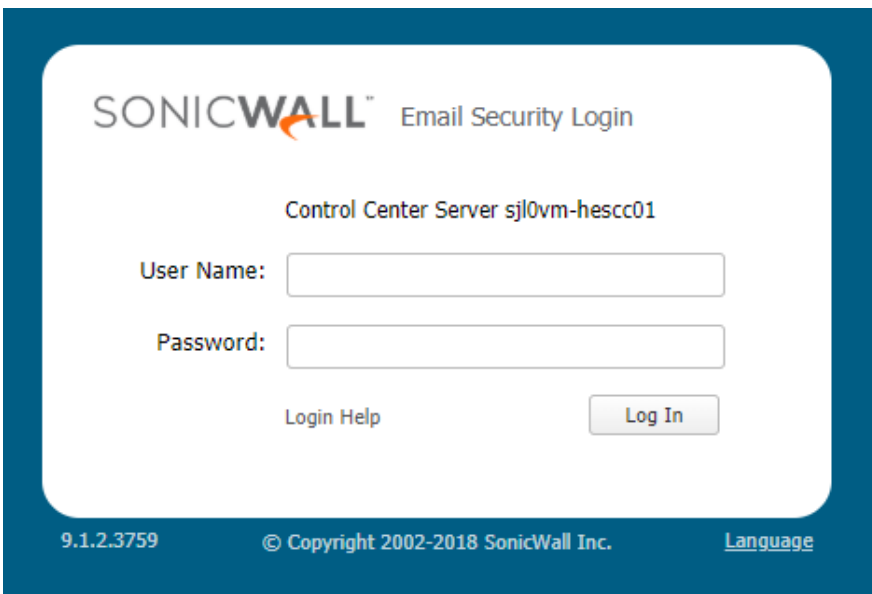 SONICWALL™ Email Security Login
Control Center Server sjl0vm-hescc01
User Name:
Password:
Login Help Log In
9.1.2.3759 © Copyright 2002-2018 SonicWall Inc. Language